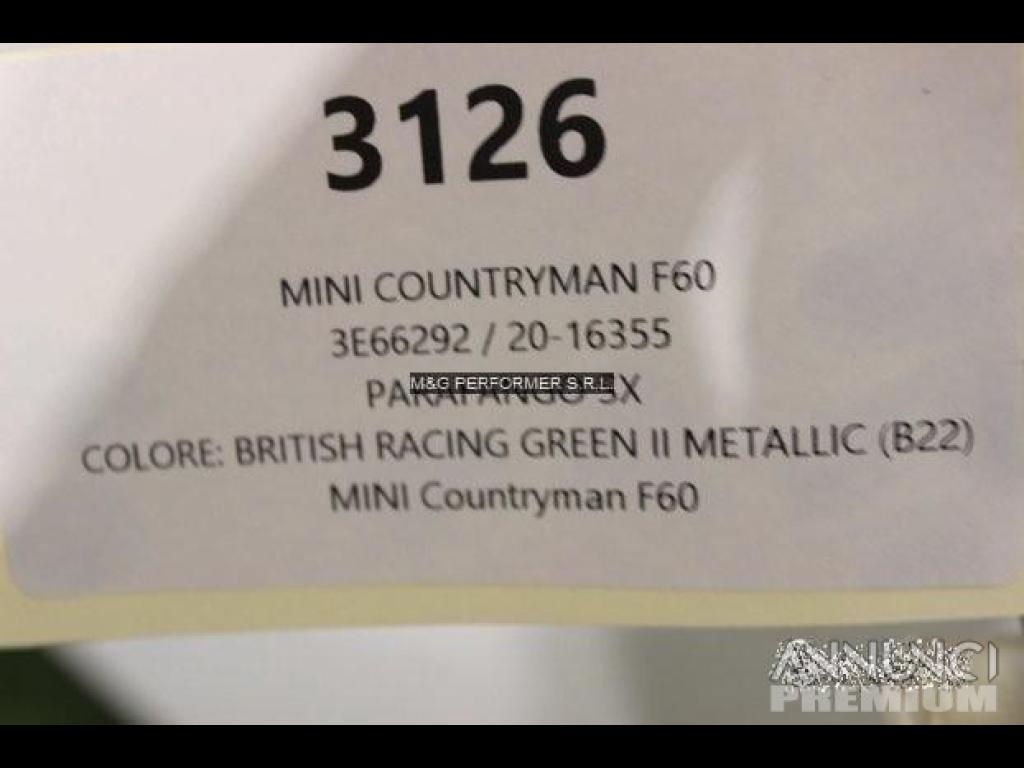 3126
MINI COUNTRYMAN F60
3E66292 / 20-16355
M&G PERFORMER S.R.L.
PARAFANGO SX
COLORE: BRITISH RACING GREEN II METALLIC (B22)
MINI Countryman F60
ANNUNCI
PREMIUM